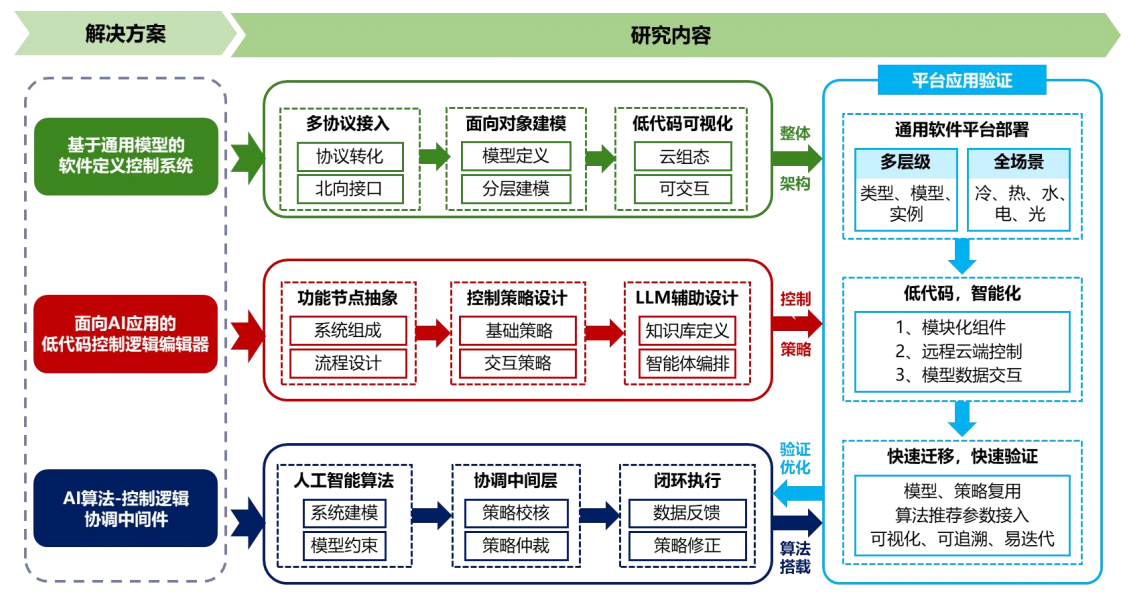 解决方案
研究内容
基于通用模型的
软件定义控制系统
多协议接入
协议转化
北向接口
面向对象建模
模型定义
分层建模
低代码可视化
云组态
可交互
整体
架构
面向AI应用的
低代码控制逻辑编辑器
功能节点抽象
系统组成
流程设计
控制策略设计
基础策略
交互策略
LLM辅助设计
知识库定义
智能体编排
控制
策略
AI算法-控制逻辑
协调中间件
人工智能算法
系统建模
模型约束
协调中间层
策略校核
策略仲裁
闭环执行
数据反馈
策略修正
验证
优化
算法
搭载
平台应用验证
通用软件平台部署
多层级
类型、模型、
实例
全场景
冷、热、水、
电、光
低代码，智能化
1、模块化组件
2、远程云端控制
3、模型数据交互
快速迁移，快速验证
模型、策略复用
算法推荐参数接入
可视化、可追溯、易迭代